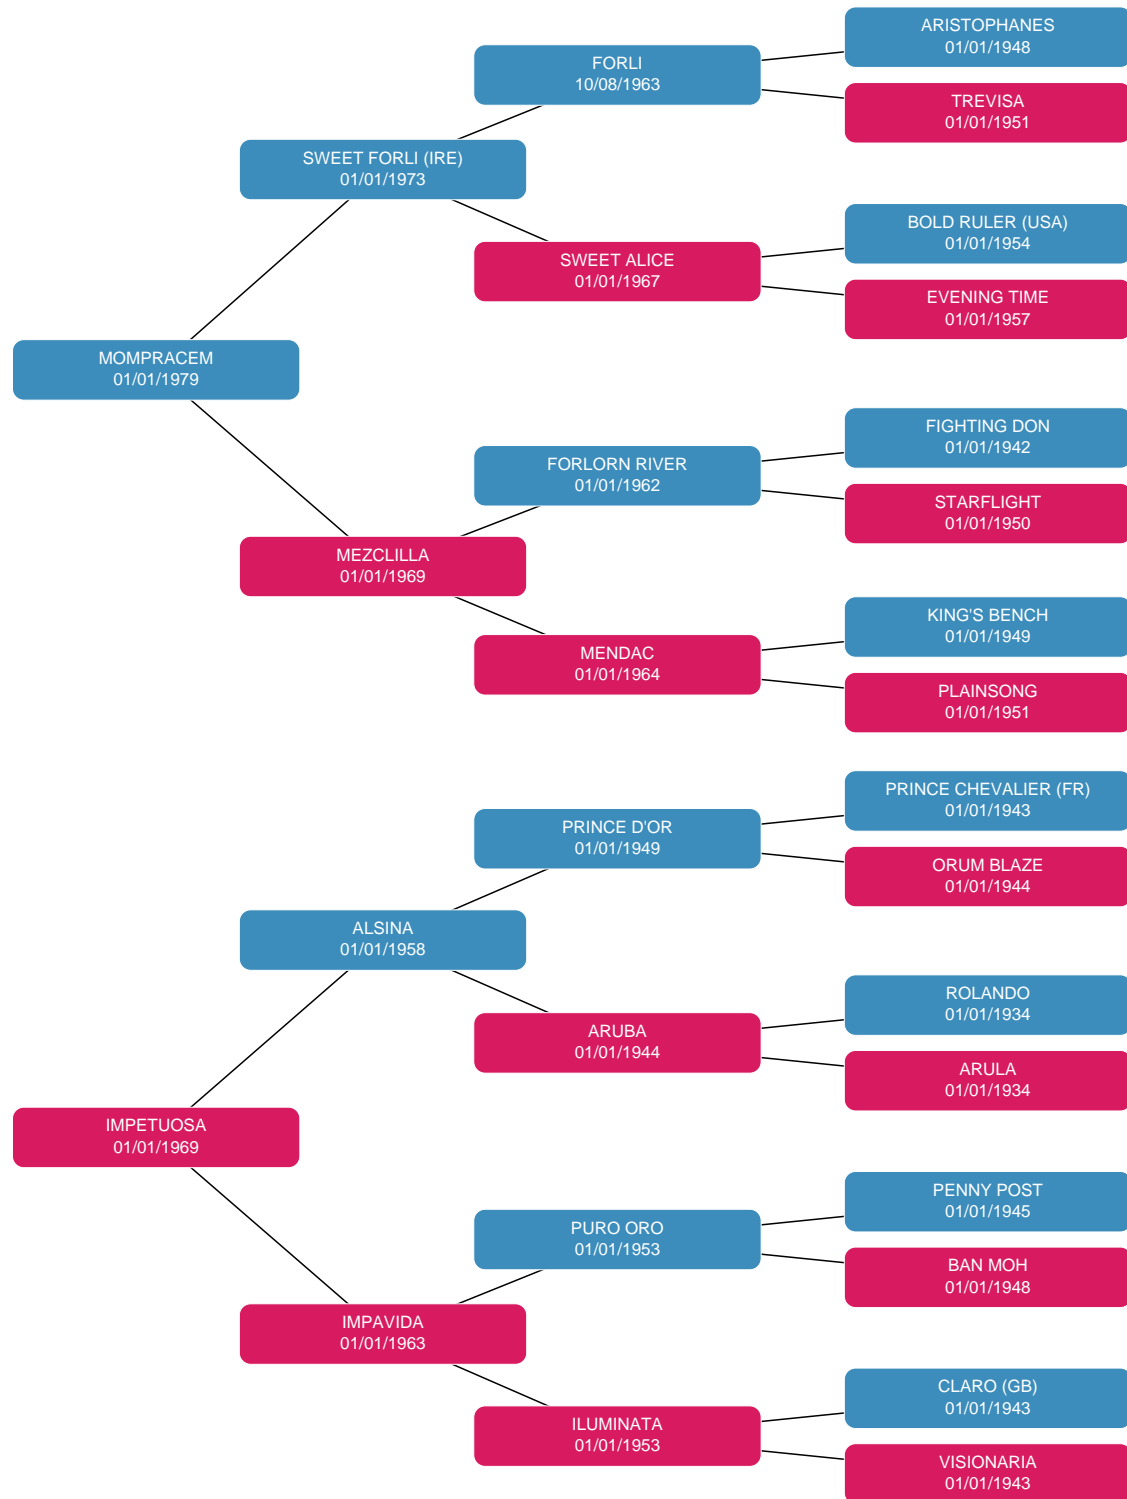 ARISTOPHANES
01/01/1948
FORLI
10/08/1963
TREVISA
01/01/1951
SWEET FORLI (IRE)
01/01/1973
BOLD RULER (USA)
01/01/1954
SWEET ALICE
01/01/1967
EVENING TIME
01/01/1957
MOMPRACEM
01/01/1979
FIGHTING DON
01/01/1942
FORLORN RIVER
01/01/1962
STARFLIGHT
01/01/1950
MEZCLILLA
01/01/1969
KING'S BENCH
01/01/1949
MENDAC
01/01/1964
PLAINSONG
01/01/1951
PRINCE CHEVALIER (FR)
01/01/1943
PRINCE D'OR
01/01/1949
ORUM BLAZE
01/01/1944
ALSINA
01/01/1958
ROLANDO
01/01/1934
ARUBA
01/01/1944
ARULA
01/01/1934
IMPETUOSA
01/01/1969
PENNY POST
01/01/1945
PURO ORO
01/01/1953
BAN MOH
01/01/1948
IMPAVIDA
01/01/1963
CLARO (GB)
01/01/1943
ILUMINATA
01/01/1953
VISIONARIA
01/01/1943